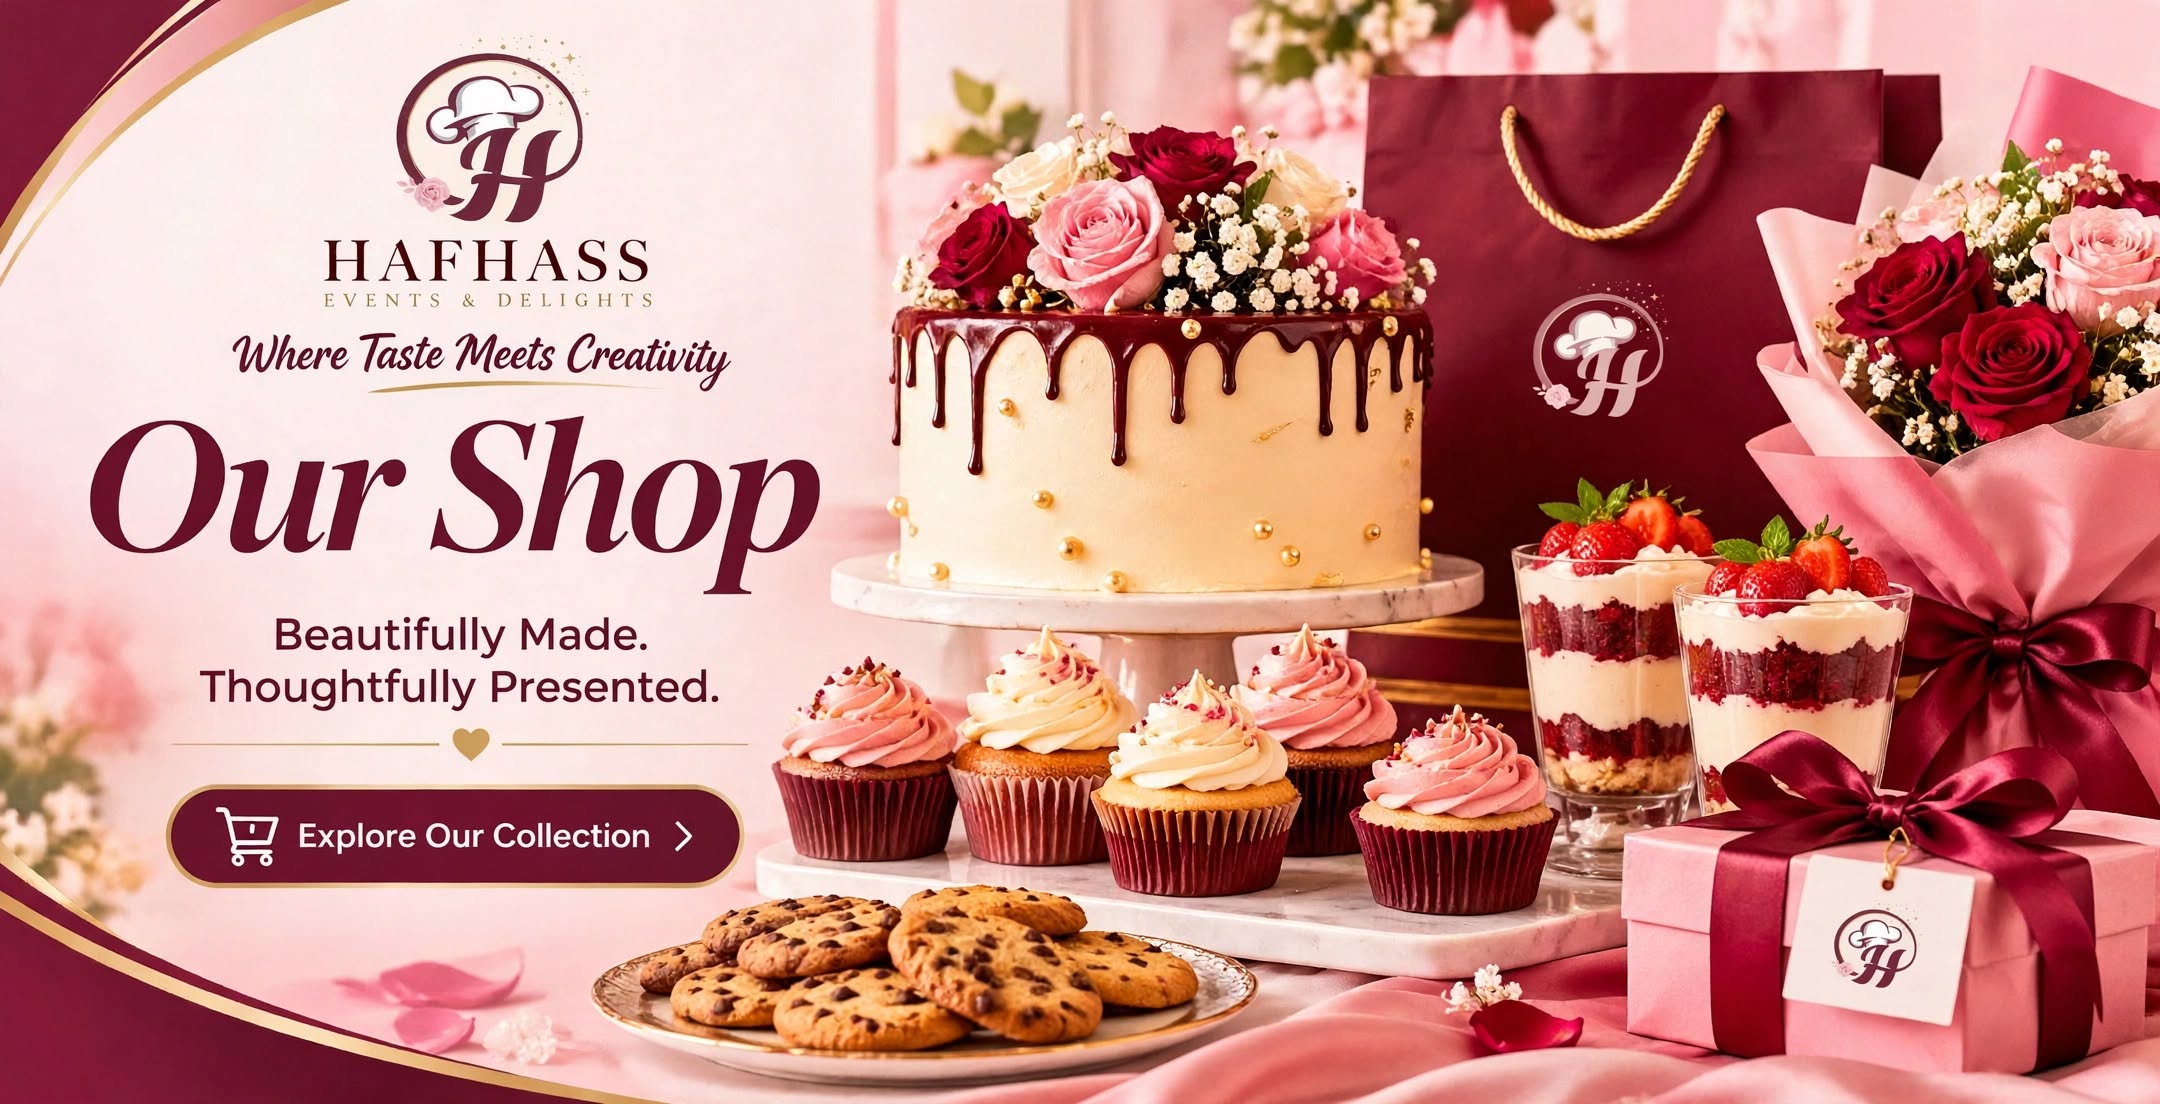 H
HAFHASS
EVENTS & DELIGHTS
Where Taste Meets Creativity
Our Shop
Beautifully Made.
Thoughtfully Presented.
Explore Our Collection
H
H